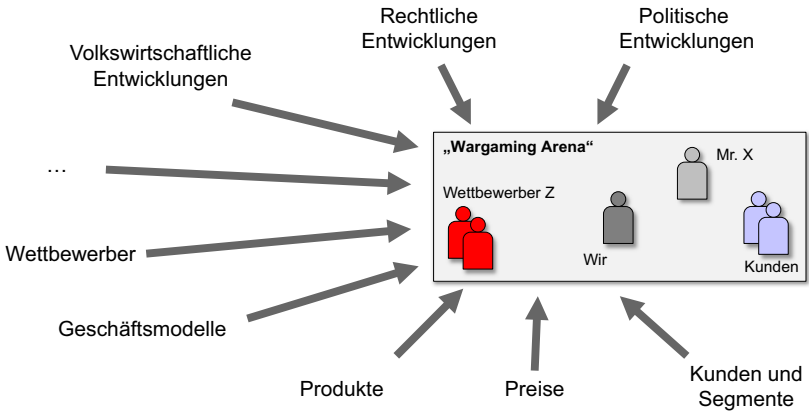 Rechtliche
Entwicklungen
Politische
Entwicklungen
Volkswirtschaftliche
Entwicklungen
„Wargaming Arena“
Mr. X
…
Wettbewerber Z
Wettbewerber
Wir
Kunden
Geschäftsmodelle
Produkte
Preise
Kunden und
Segmente